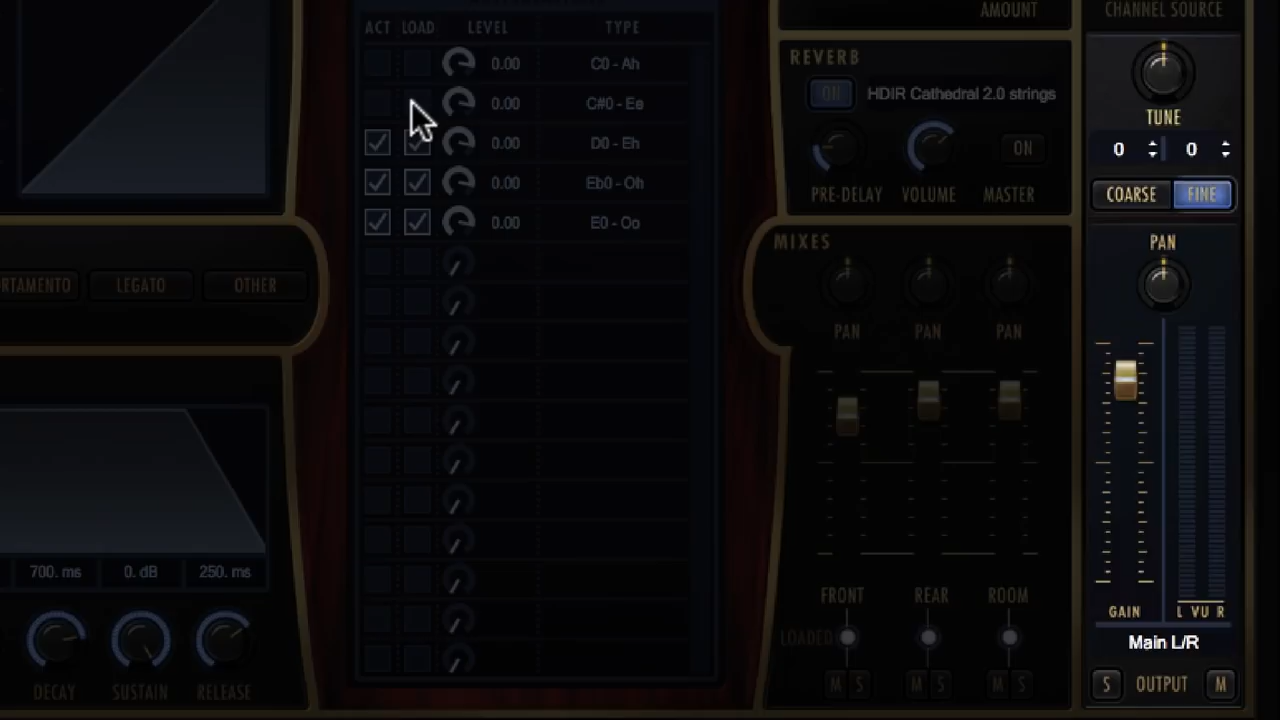 ACT LOAD LEVEL TYPE
0.00 C0 - Ah
0.00 C#0 - Ee
0.00 D0 - Eh
0.00 Eb0 - Oh
0.00 E0 - Oo
RTAMENTO LEGATO OTHER
700. ms 0. dB 250. ms
DECAY SUSTAIN RELEASE
AMOUNT
REVERB
ON HDIR Cathedral 2.0 strings
ON
PRE-DELAY VOLUME MASTER
MIXES
PAN PAN PAN
FRONT REAR ROOM
LOADED
M S M S M S
CHANNEL SOURCE
TUNE
0 0
COARSE FINE
PAN
GAIN L VU R
Main L/R
S OUTPUT M